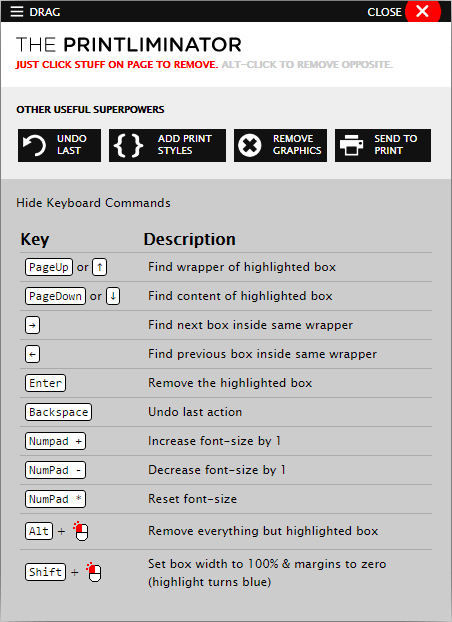 DRAG CLOSE
THE PRINTLIMINATOR
JUST CLICK STUFF ON PAGE TO REMOVE. ALT-CLICK TO REMOVE OPPOSITE.
OTHER USEFUL SUPERPOWERS
UNDO LAST
ADD PRINT STYLES
REMOVE GRAPHICS
SEND TO PRINT
Hide Keyboard Commands
Key Description
PageUp or ↑ Find wrapper of highlighted box
PageDown or ↓ Find content of highlighted box
→ Find next box inside same wrapper
← Find previous box inside same wrapper
Enter Remove the highlighted box
Backspace Undo last action
Numpad + Increase font-size by 1
NumPad - Decrease font-size by 1
NumPad * Reset font-size
Alt + Remove everything but highlighted box
Shift + Set box width to 100% & margins to zero
(highlight turns blue)